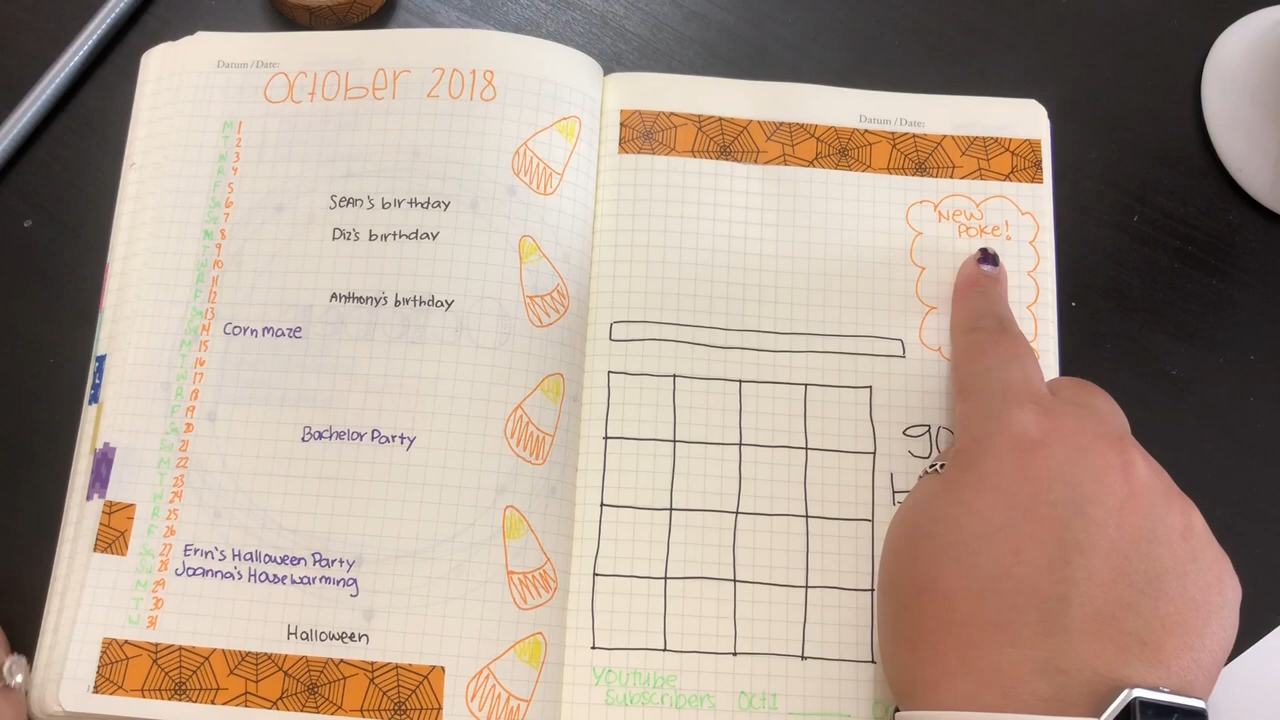 Datum / Date:
October 2018
M 1
T 2
W 3
R 4
F 5
Sa 6 Sean's birthday
Su 7
M 8 Diz's birthday
T 9
W 10
R 11
F 12 Anthony's birthday
Sa 13
Su 14 Corn maze
M 15
T 16
W 17
R 18
F 19
Sa 20 Bachelor Party
Su 21
M 22
T 23
W 24
R 25
F 26
Sa 27 Erin's Halloween Party
Su 28 Joanna's Housewarming
M 29
T 30
W 31 Halloween
Datum / Date:
New
Poke!
Youtube
Subscribers Oct 1